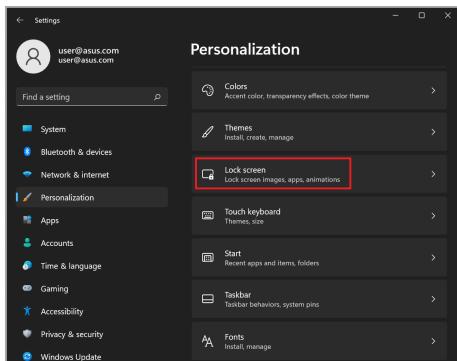 Settings
user@asus.com
user@asus.com
Find a setting
System
Bluetooth & devices
Network & internet
Personalization
Apps
Accounts
Time & language
Gaming
Accessibility
Privacy & security
Windows Update
Personalization
Colors
Accent color, transparency effects, color theme
Themes
Install, create, manage
Lock screen
Lock screen images, apps, animations
Touch keyboard
Themes, size
Start
Recent apps and items, folders
Taskbar
Taskbar behaviors, system pins
Fonts
Install, manage